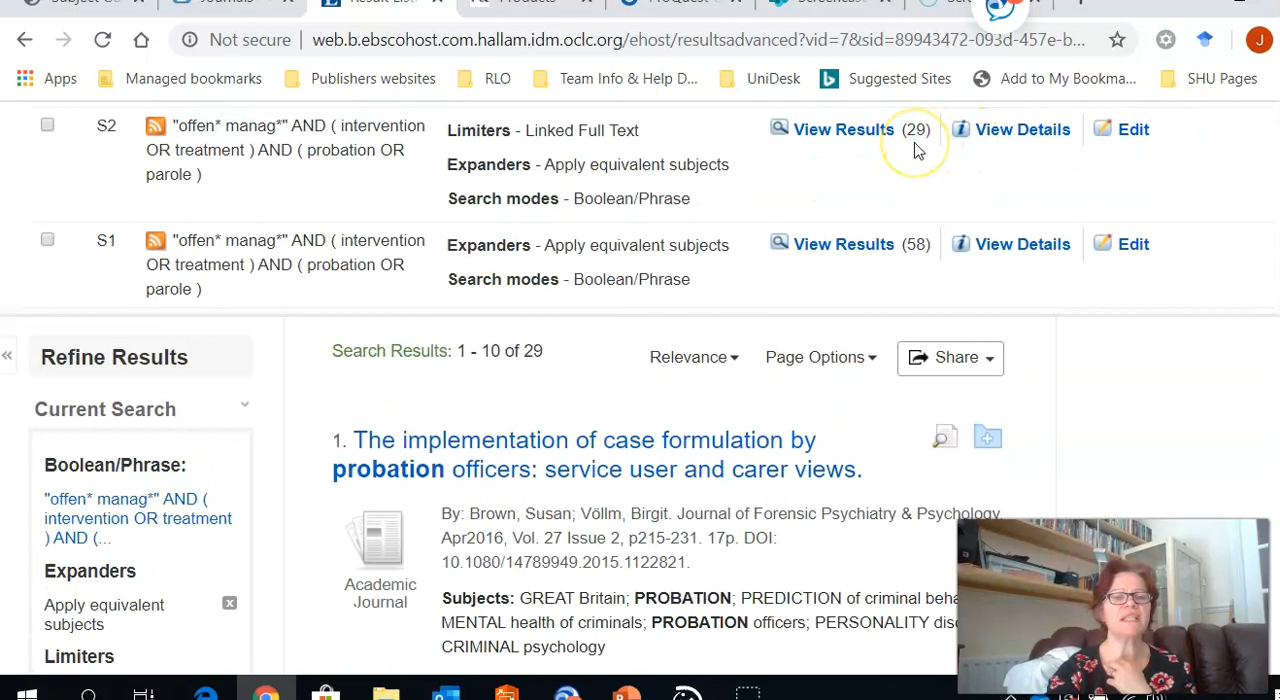 Result List
Products
ProQuest
Screencast
Not secure
web.b.ebscohost.com.hallam.idm.oclc.org/ehost/resultsadvanced?vid=7&sid=89943472-093d-457e-b...
J
Apps
Managed bookmarks
Publishers websites
RLO
Team Info & Help D...
UniDesk
Suggested Sites
Add to My Bookma...
SHU Pages
S2
"offen* manag*" AND ( intervention
OR treatment ) AND ( probation OR
parole )
Limiters - Linked Full Text
Expanders - Apply equivalent subjects
Search modes - Boolean/Phrase
View Results (29)
View Details
Edit
S1
"offen* manag*" AND ( intervention
OR treatment ) AND ( probation OR
parole )
Expanders - Apply equivalent subjects
Search modes - Boolean/Phrase
View Results (58)
View Details
Edit
Refine Results
Current Search
Boolean/Phrase:
"offen* manag*" AND (
intervention OR treatment
) AND (...
Expanders
Apply equivalent
subjects
Limiters
Search Results: 1 - 10 of 29
Relevance
Page Options
Share
1. The implementation of case formulation by
probation officers: service user and carer views.
Academic
Journal
By: Brown, Susan; Völlm, Birgit. Journal of Forensic Psychiatry & Psychology.
Apr2016, Vol. 27 Issue 2, p215-231. 17p. DOI:
10.1080/14789949.2015.1122821.
Subjects: GREAT Britain; PROBATION; PREDICTION of criminal beha
MENTAL health of criminals; PROBATION officers; PERSONALITY diso
CRIMINAL psychology